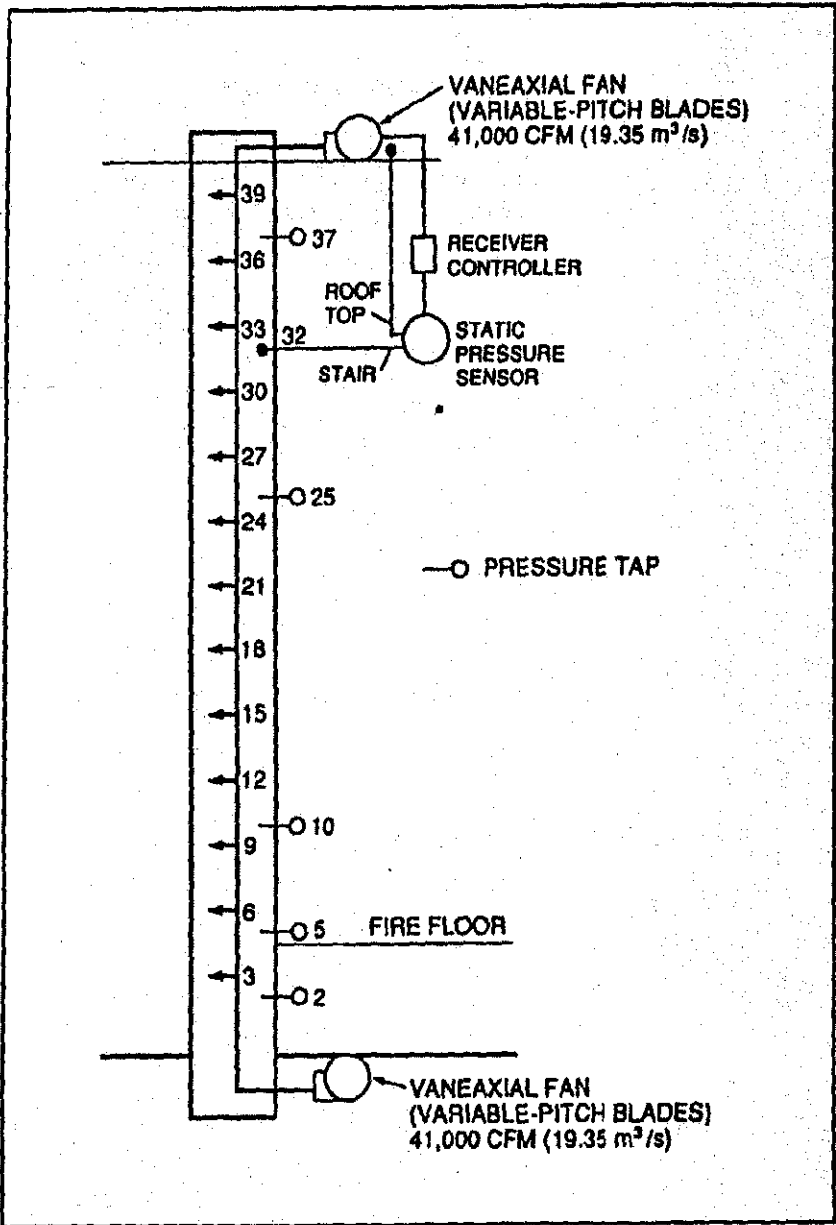 VANEAXIAL FAN
(VARIABLE-PITCH BLADES)
41,000 CFM (19.35 m³/s)
39
37
36
RECEIVER
CONTROLLER
ROOF
TOP
33
32
STATIC
PRESSURE
SENSOR
STAIR
30
27
25
24
PRESSURE TAP
21
18
15
12
10
9
6
5
FIRE FLOOR
3
2
VANEAXIAL FAN
(VARIABLE-PITCH BLADES)
41,000 CFM (19.35 m³/s)